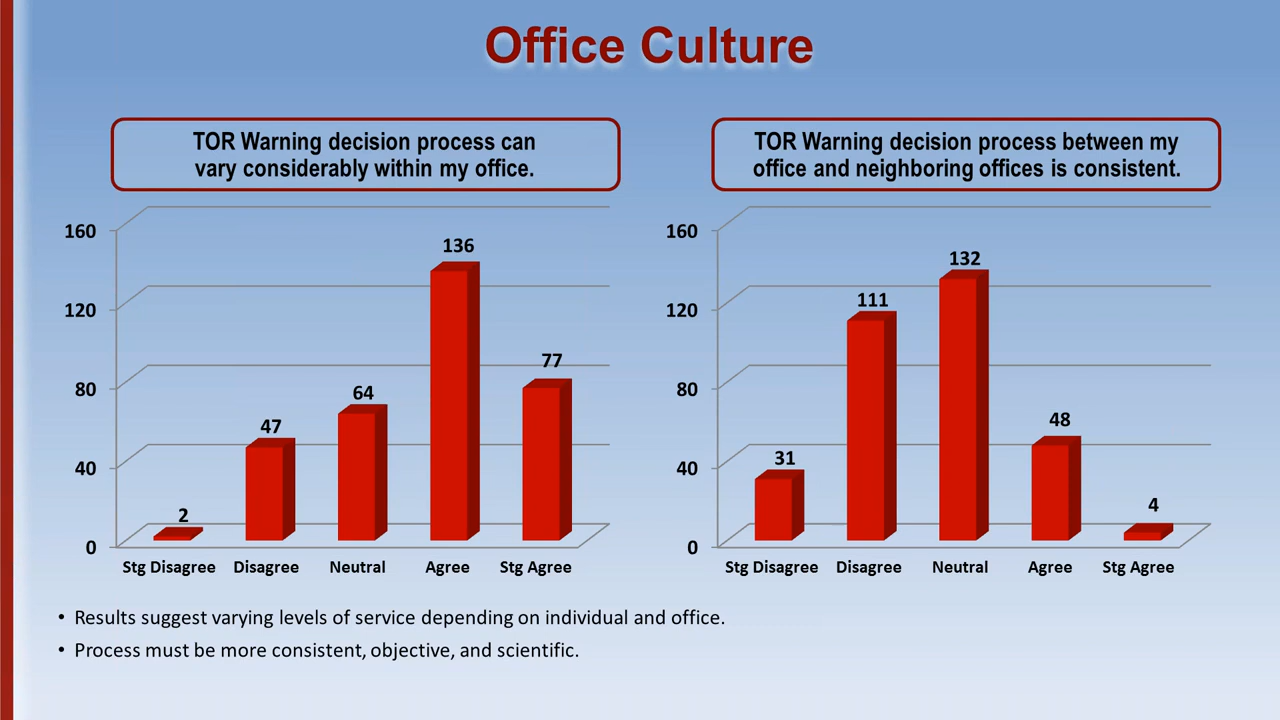 Office Culture
TOR Warning decision process can
vary considerably within my office.
160
120
80
40
0
2
47
64
136
77
Stg Disagree Disagree Neutral Agree Stg Agree
TOR Warning decision process between my
office and neighboring offices is consistent.
160
120
80
40
0
31
111
132
48
4
Stg Disagree Disagree Neutral Agree Stg Agree
• Results suggest varying levels of service depending on individual and office.
• Process must be more consistent, objective, and scientific.